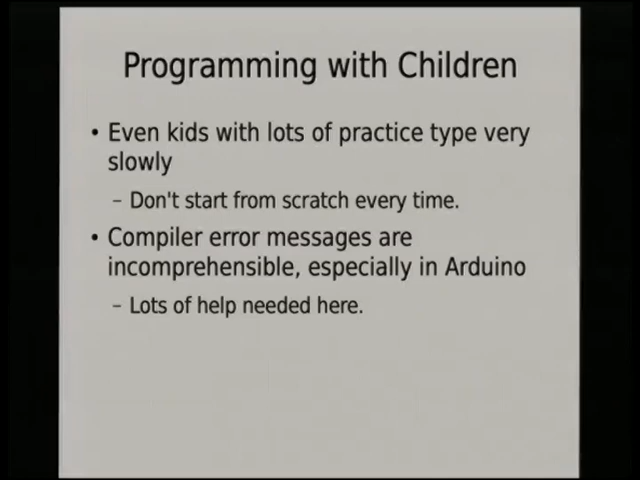 Programming with Children
• Even kids with lots of practice type very
slowly
– Don't start from scratch every time.
• Compiler error messages are
incomprehensible, especially in Arduino
– Lots of help needed here.